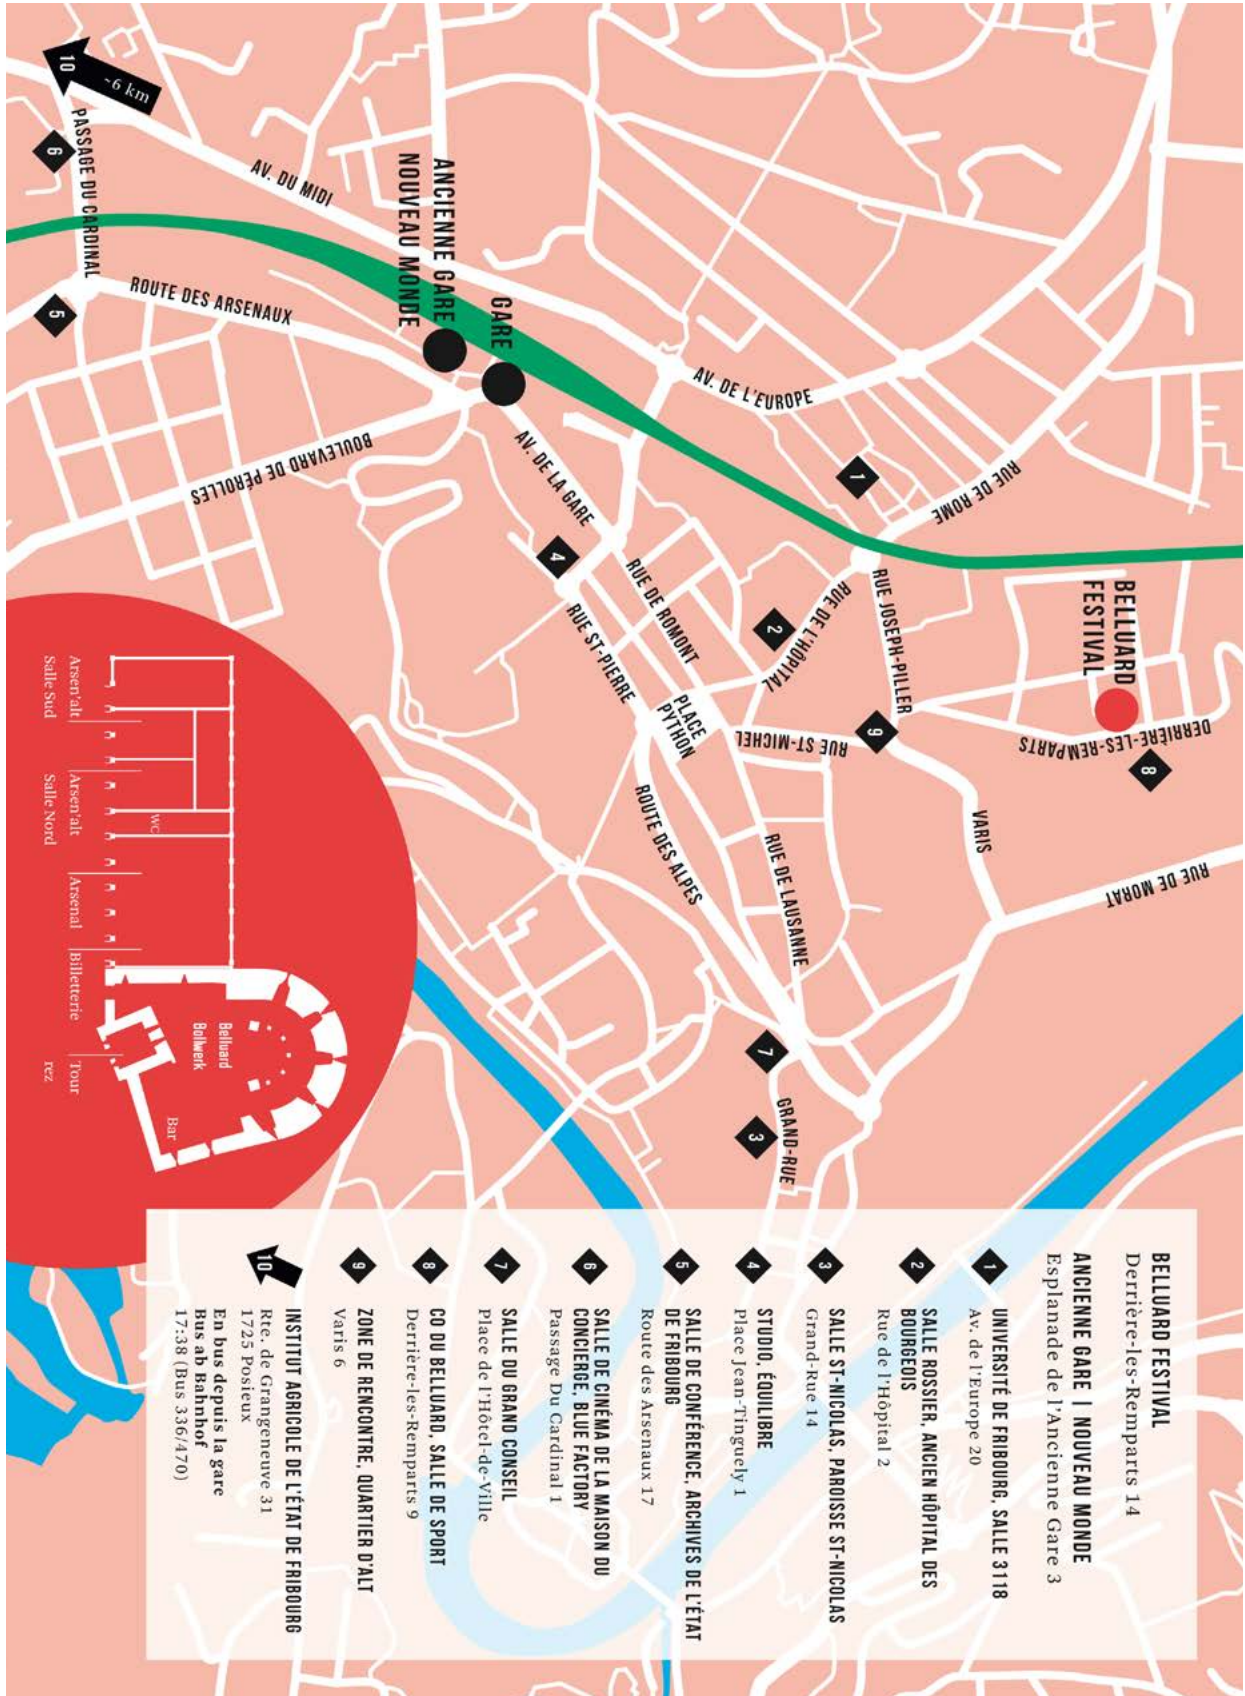 BELLUARD FESTIVAL
Derrière-les-Remparts 14
ANCIENNE GARE | NOUVEAU MONDE
Esplanade de l'Ancienne Gare 3
1 UNIVERSITÉ DE FRIBOURG, SALLE 3118
Av. de l'Europe 20
2 SALLE ROSSIER, ANCIEN HÔPITAL DES
BOURGEOIS
Rue de l'Hôpital 2
3 SALLE ST-NICOLAS, PAROISSE ST-NICOLAS
Grand-Rue 14
4 STUDIO, ÉQUILIBRE
Place Jean-Tinguely 1
5 SALLE DE CONFÉRENCE, ARCHIVES DE L'ÉTAT
DE FRIBOURG
Route des Arsenaux 17
6 SALLE DE CINÉMA DE LA MAISON DU
CONCIERGE, BLUE FACTORY
Passage Du Cardinal 1
7 SALLE DU GRAND CONSEIL
Place de l'Hôtel-de-Ville
8 CO DU BELLUARD, SALLE DE SPORT
Derrière-les-Remparts 9
9 ZONE DE RENCONTRE, QUARTIER D'ALT
Varis 6
10 INSTITUT AGRICOLE DE L'ÉTAT DE FRIBOURG
Rte. de Grangeneuve 31
1725 Posieux
En bus depuis la gare
Bus ab Bahnhof
17:38 (Bus 336/470)
BELLUARD
FESTIVAL
8
DERRIÈRE-LES-REMPARTS
RUE DE MORAT
RUE DE ROME
1
RUE JOSEPH-PILLER
9
VARIS
AV. DE L'EUROPE
RUE DE L'HÔPITAL
2
RUE ST-MICHEL
RUE DE LAUSANNE
PLACE
PYTHON
RUE DE ROMONT
RUE ST-PIERRE
ROUTE DES ALPES
7
GRAND-RUE
3
4
AV. DE LA GARE
GARE
ANCIENNE GARE
NOUVEAU MONDE
AV. DU MIDI
BOULEVARD DE PÉROLLES
ROUTE DES ARSENAUX
PASSAGE DU CARDINAL
6
5
10
~6 km
Belluard
Bollwerk
WC
Bar
Arsen'alt
Salle Sud
Arsen'alt
Salle Nord
Arsenal
Billetterie
Tour
rez